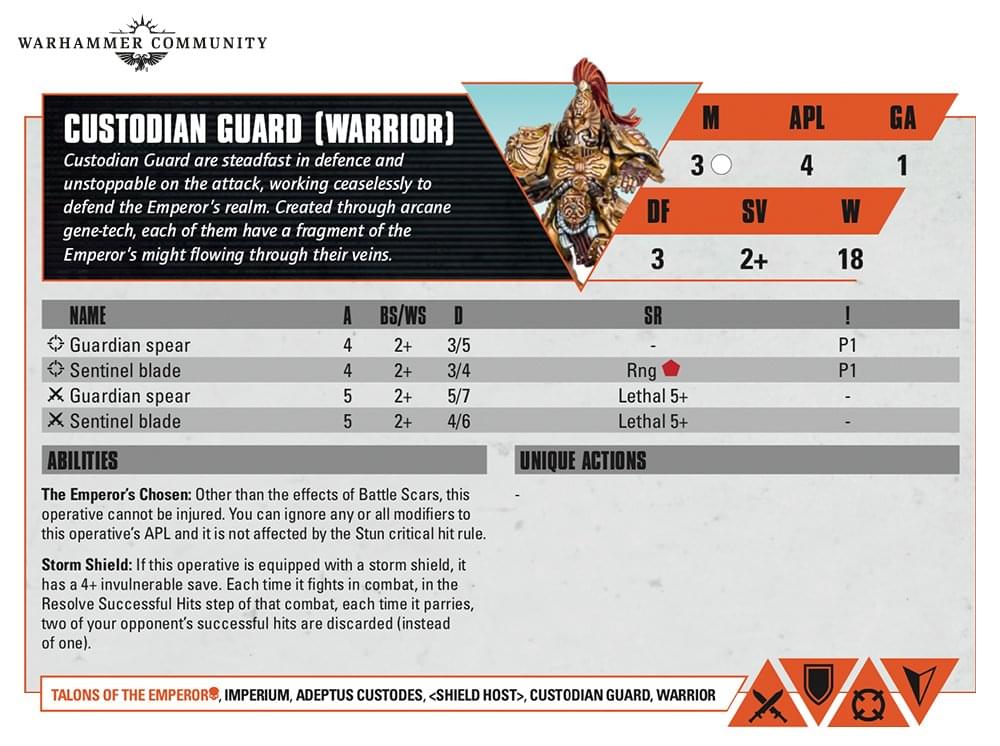 WARHAMMER COMMUNITY
CUSTODIAN GUARD (WARRIOR)
Custodian Guard are steadfast in defence and
unstoppable on the attack, working ceaselessly to
defend the Emperor's realm. Created through arcane
gene-tech, each of them have a fragment of the
Emperor's might flowing through their veins.
M APL GA
3 4 1
DF SV W
3 2+ 18
NAME A BS/WS D SR !
Guardian spear 4 2+ 3/5 - P1
Sentinel blade 4 2+ 3/4 Rng P1
Guardian spear 5 2+ 5/7 Lethal 5+ -
Sentinel blade 5 2+ 4/6 Lethal 5+ -
ABILITIES
The Emperor's Chosen: Other than the effects of Battle Scars, this
operative cannot be injured. You can ignore any or all modifiers to
this operative's APL and it is not affected by the Stun critical hit rule.
Storm Shield: If this operative is equipped with a storm shield, it
has a 4+ invulnerable save. Each time it fights in combat, in the
Resolve Successful Hits step of that combat, each time it parries,
two of your opponent's successful hits are discarded (instead
of one).
UNIQUE ACTIONS
-
TALONS OF THE EMPEROR, IMPERIUM, ADEPTUS CUSTODES, <SHIELD HOST>, CUSTODIAN GUARD, WARRIOR